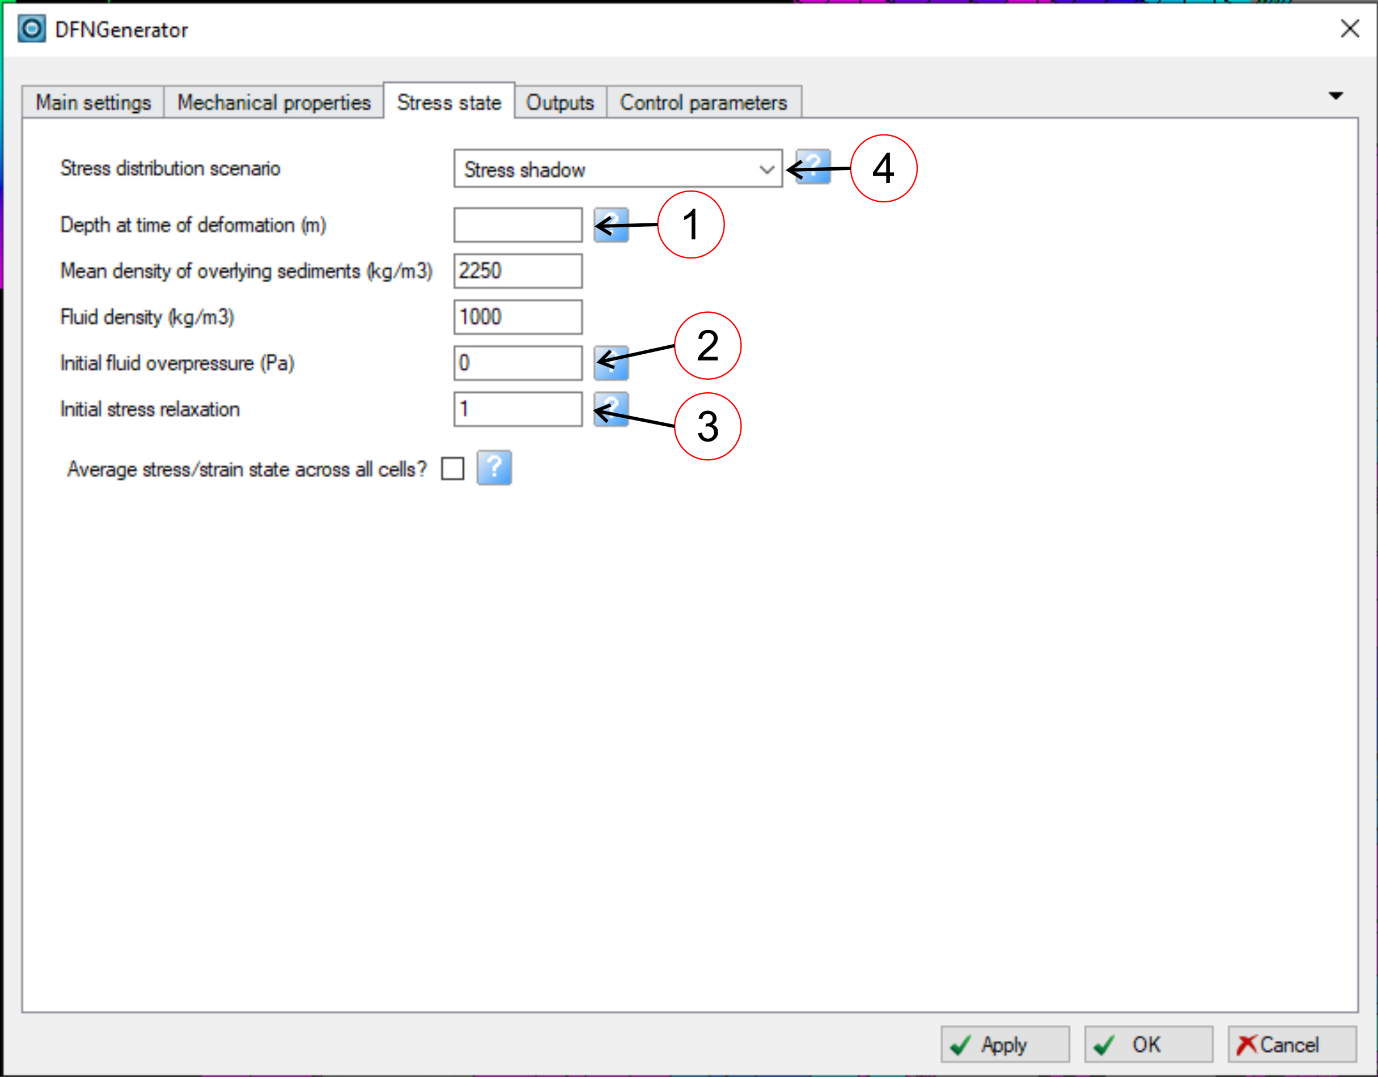 DFNGenerator
Main settings Mechanical properties Stress state Outputs Control parameters
Stress distribution scenario Stress shadow ? 4
Depth at time of deformation (m) ? 1
Mean density of overlying sediments (kg/m3) 2250
Fluid density (kg/m3) 1000
Initial fluid overpressure (Pa) 0 ? 2
Initial stress relaxation 1 ? 3
Average stress/strain state across all cells? ?
Apply OK Cancel